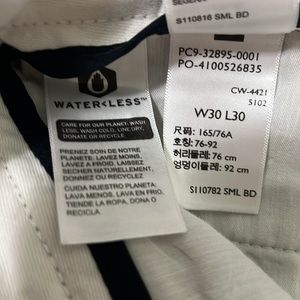 S110816 SML BD
PC9-32895-0001
PO-4100526835
CW-4421
S102
W30 L30
尺码: 165/76A
호칭: 76-92
허리둘레: 76 cm
엉덩이둘레: 92 cm
S110782 SML BD
WATER<LESS™
CARE FOR OUR PLANET: WASH
LESS, WASH COLD, LINE DRY,
DONATE OR RECYCLE
PRENEZ SOIN DE NOTRE
PLANETE: LAVEZ MOINS,
LAVEZ A FROID, LAISSEZ
SECHER NATURELLEMENT,
DONNEZ OU RECYCLEZ
CUIDA NUESTRO PLANETA:
LAVA MENOS, LAVA EN FRIO,
TIENDE LA ROPA, DONA O
RECICLA